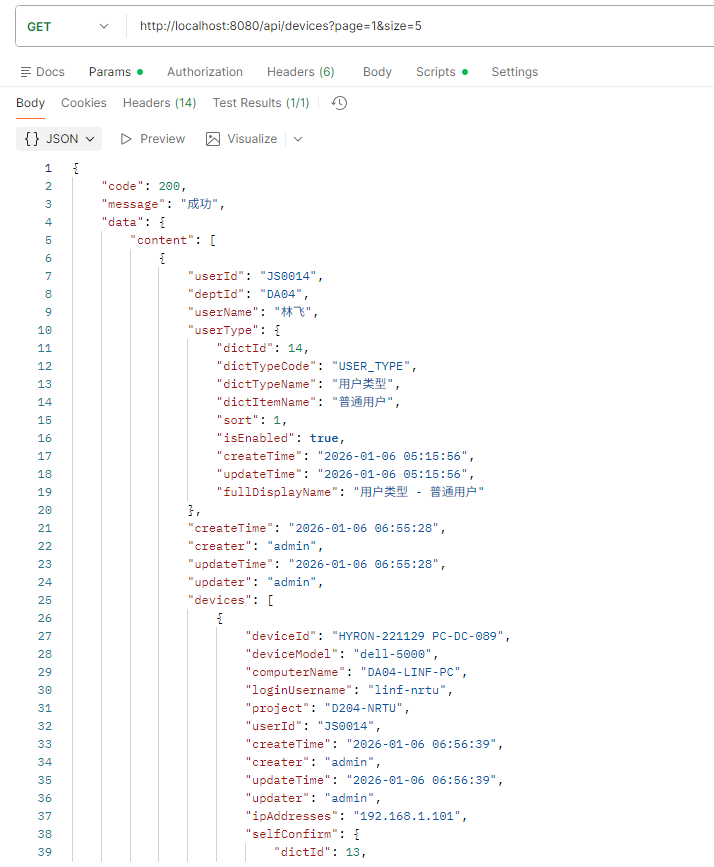 GET http://localhost:8080/api/devices?page=1&size=5
Docs Params Authorization Headers (6) Body Scripts Settings
Body Cookies Headers (14) Test Results (1/1)
{} JSON Preview Visualize
1 {
2 "code": 200,
3 "message": "成功",
4 "data": {
5 "content": [
6 {
7 "userId": "JS0014",
8 "deptId": "DA04",
9 "userName": "林飞",
10 "userType": {
11 "dictId": 14,
12 "dictTypeCode": "USER_TYPE",
13 "dictTypeName": "用户类型",
14 "dictItemName": "普通用户",
15 "sort": 1,
16 "isEnabled": true,
17 "createTime": "2026-01-06 05:15:56",
18 "updateTime": "2026-01-06 05:15:56",
19 "fullDisplayName": "用户类型 - 普通用户"
20 },
21 "createTime": "2026-01-06 06:55:28",
22 "creater": "admin",
23 "updateTime": "2026-01-06 06:55:28",
24 "updater": "admin",
25 "devices": [
26 {
27 "deviceId": "HYRON-221129 PC-DC-089",
28 "deviceModel": "dell-5000",
29 "computerName": "DA04-LINF-PC",
30 "loginUsername": "linf-nrtu",
31 "project": "D204-NRTU",
32 "userId": "JS0014",
33 "createTime": "2026-01-06 06:56:39",
34 "creater": "admin",
35 "updateTime": "2026-01-06 06:56:39",
36 "updater": "admin",
37 "ipAddresses": "192.168.1.101",
38 "selfConfirm": {
39 "dictId": 13,